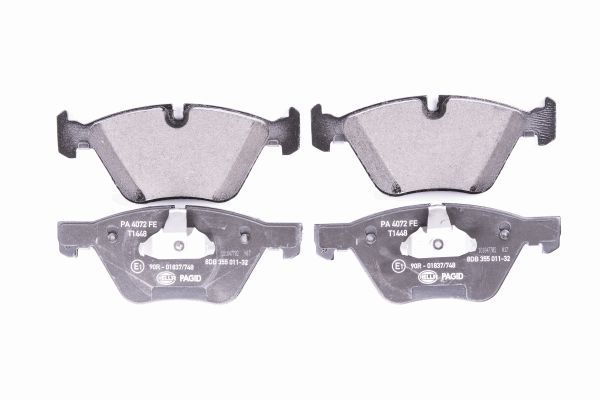 PA 4072 FE
T1448
E1
90R - 01837/748
8DB 355 011-32
HELLA PAGID
PA 4072 FE
T1448
E1
90R - 01837/748
8DB 355 011-32
HELLA PAGID